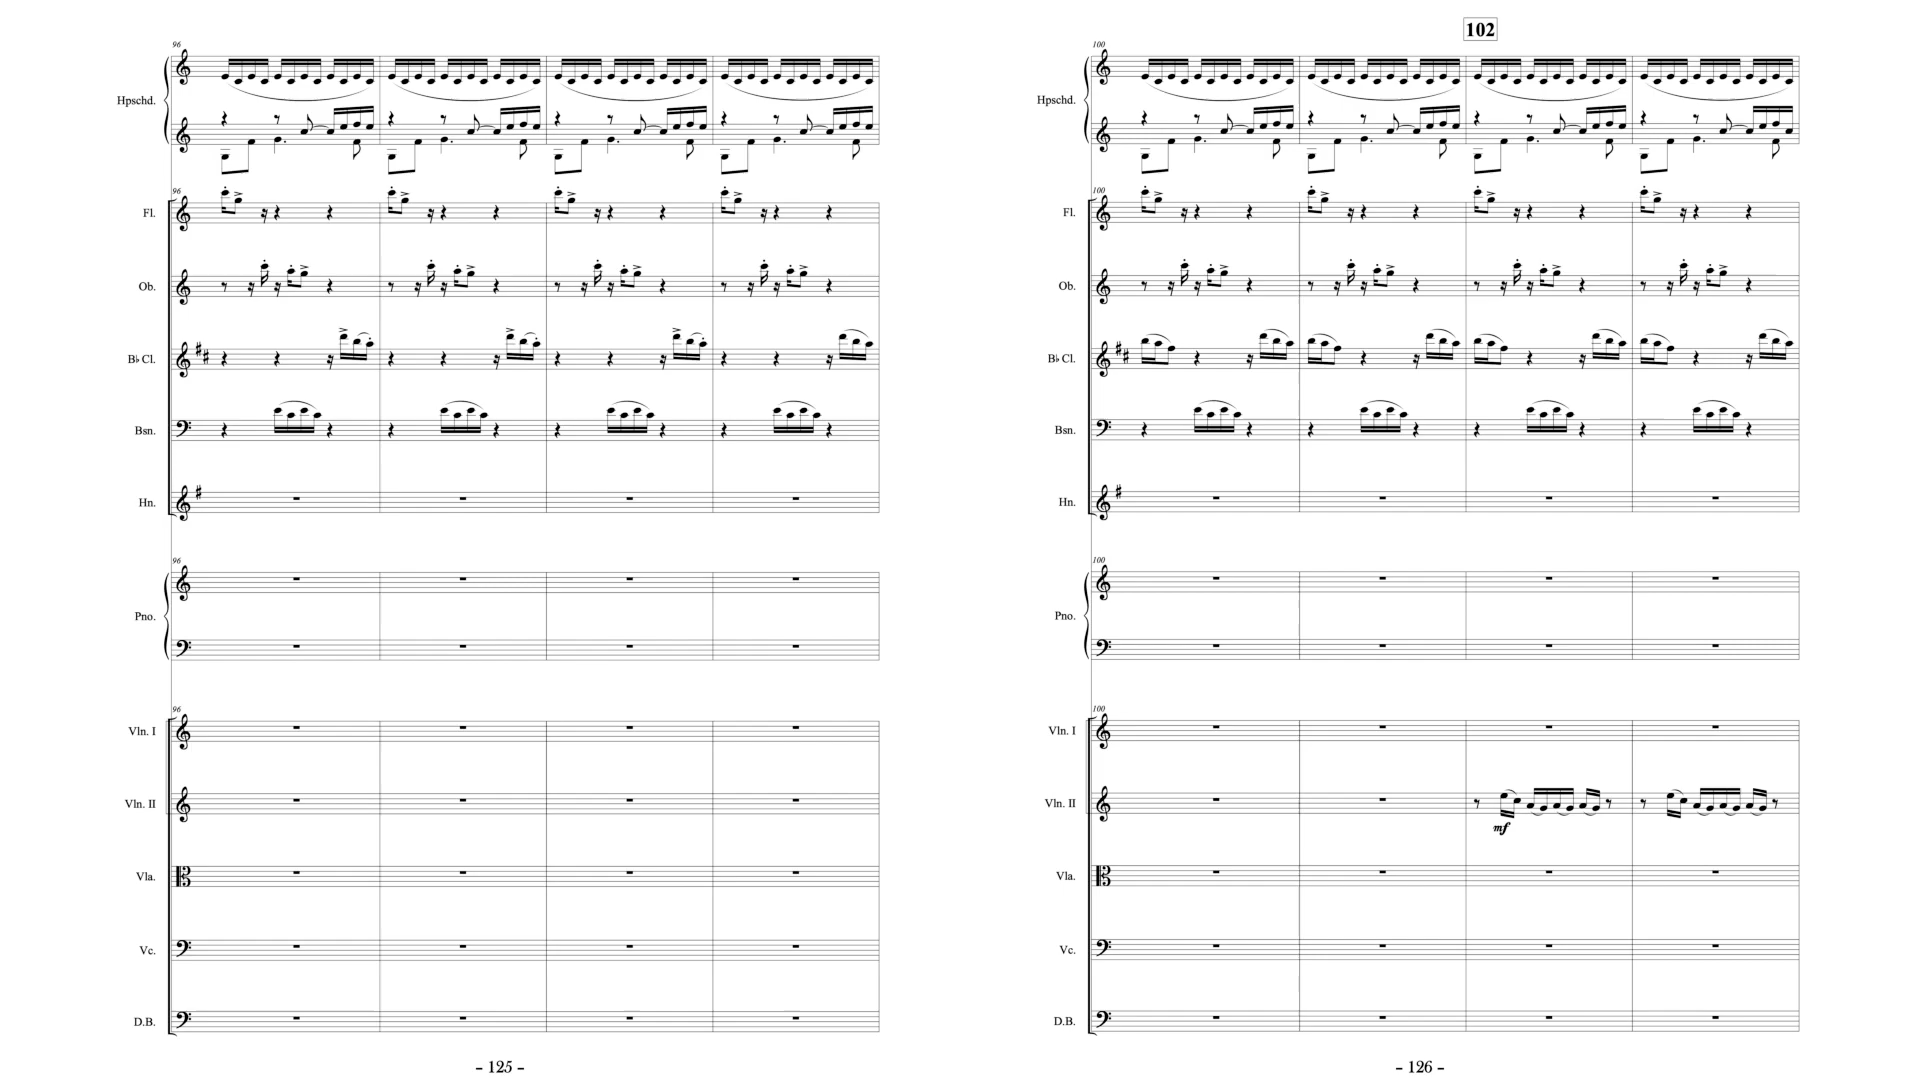 96
Hpschd.
96
Fl.
Ob.
B♭ Cl.
Bsn.
Hn.
96
Pno.
96
Vln. I
Vln. II
Vla.
Vc.
D.B.
- 125 -
102
100
Hpschd.
100
Fl.
Ob.
B♭ Cl.
Bsn.
Hn.
100
Pno.
100
Vln. I
Vln. II
mf
Vla.
Vc.
D.B.
- 126 -